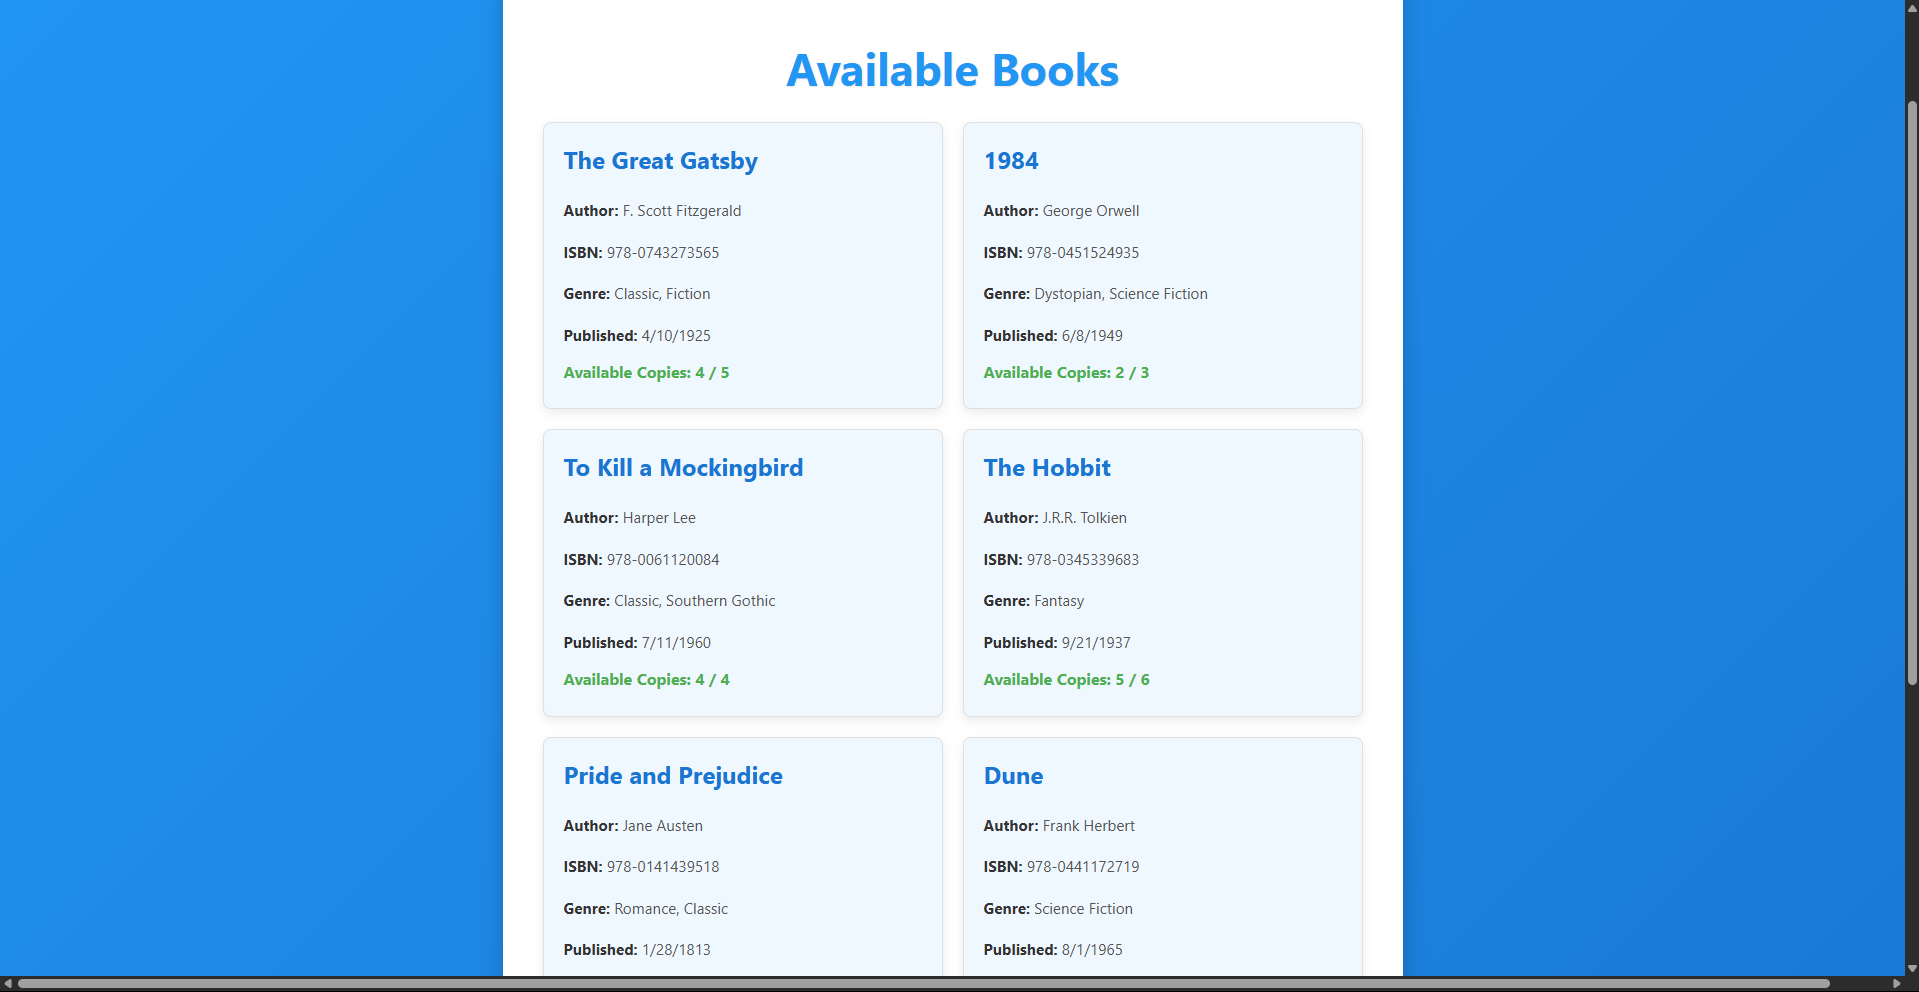 Available Books
The Great Gatsby
Author: F. Scott Fitzgerald
ISBN: 978-0743273565
Genre: Classic, Fiction
Published: 4/10/1925
Available Copies: 4 / 5
1984
Author: George Orwell
ISBN: 978-0451524935
Genre: Dystopian, Science Fiction
Published: 6/8/1949
Available Copies: 2 / 3
To Kill a Mockingbird
Author: Harper Lee
ISBN: 978-0061120084
Genre: Classic, Southern Gothic
Published: 7/11/1960
Available Copies: 4 / 4
The Hobbit
Author: J.R.R. Tolkien
ISBN: 978-0345339683
Genre: Fantasy
Published: 9/21/1937
Available Copies: 5 / 6
Pride and Prejudice
Author: Jane Austen
ISBN: 978-0141439518
Genre: Romance, Classic
Published: 1/28/1813
Dune
Author: Frank Herbert
ISBN: 978-0441172719
Genre: Science Fiction
Published: 8/1/1965